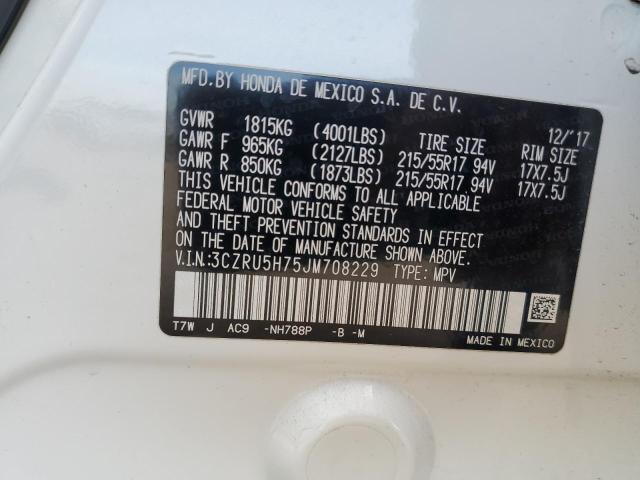 MFD.BY HONDA DE MEXICO S.A. DE C.V.
12/'17
GVWR 1815KG (4001LBS) TIRE SIZE RIM SIZE
GAWR F 965KG (2127LBS) 215/55R17 94V 17X7.5J
GAWR R 850KG (1873LBS) 215/55R17 94V 17X7.5J
THIS VEHICLE CONFORMS TO ALL APPLICABLE
FEDERAL MOTOR VEHICLE SAFETY
AND THEFT PREVENTION STANDARDS IN EFFECT
ON THE DATE OF MANUFACTURE SHOWN ABOVE.
V.I.N:3CZRU5H75JM708229 TYPE: MPV
T7W J AC9 -NH788P -B -M
MADE IN MEXICO